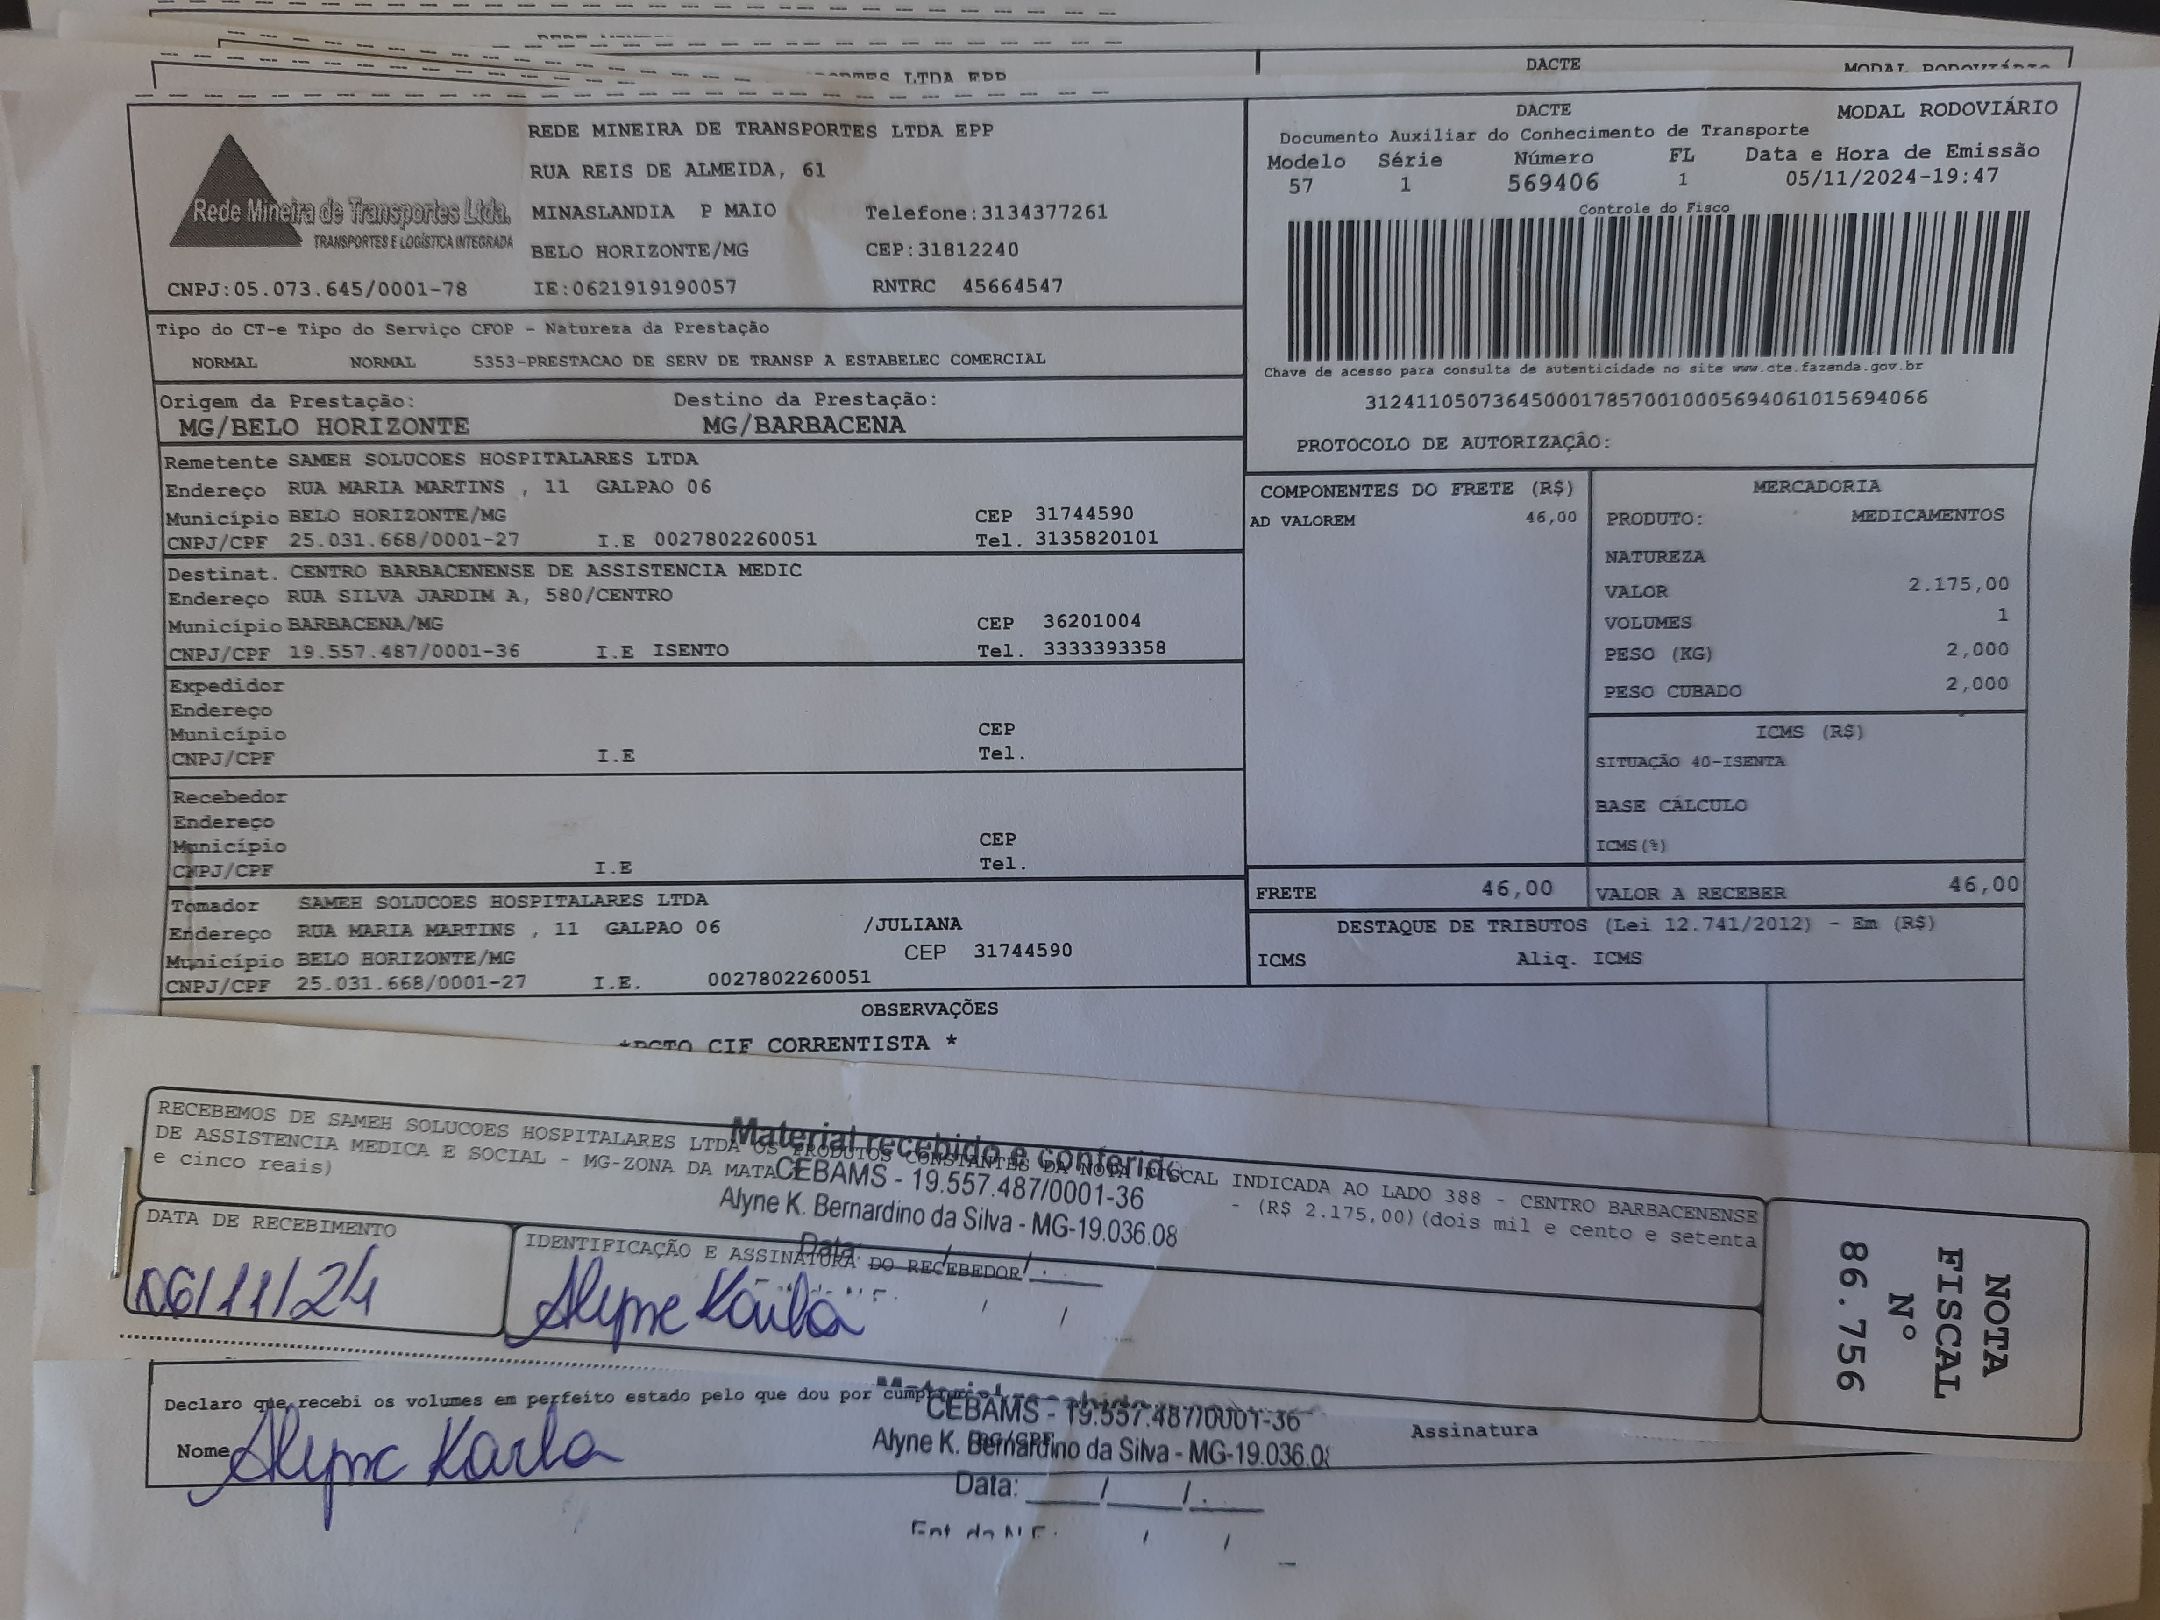 RTES LTDA EPP
DACTE
MODAL RODOVIÁRIO
REDE MINEIRA DE TRANSPORTES LTDA EPP
RUA REIS DE ALMEIDA, 61
MINASLANDIA P MAIO Telefone:3134377261
BELO HORIZONTE/MG CEP:31812240
Rede Mineira de Transportes Ltda.
TRANSPORTES E LOGÍSTICA INTEGRADA
CNPJ:05.073.645/0001-78 IE:0621919190057 RNTRC 45664547
DACTE MODAL RODOVIÁRIO
Documento Auxiliar do Conhecimento de Transporte
Modelo Série Número FL Data e Hora de Emissão
57 1 569406 1 05/11/2024-19:47
Controle do Fisco
Chave de acesso para consulta de autenticidade no site www.cte.fazenda.gov.br
31241105073645000178570010005694061015694066
PROTOCOLO DE AUTORIZAÇÃO:
Tipo do CT-e Tipo do Serviço CFOP - Natureza da Prestação
NORMAL NORMAL 5353-PRESTACAO DE SERV DE TRANSP A ESTABELEC COMERCIAL
Origem da Prestação: Destino da Prestação:
MG/BELO HORIZONTE MG/BARBACENA
Remetente SAMEH SOLUCOES HOSPITALARES LTDA
Endereço RUA MARIA MARTINS , 11 GALPAO 06
Município BELO HORIZONTE/MG CEP 31744590
CNPJ/CPF 25.031.668/0001-27 I.E 0027802260051 Tel. 3135820101
Destinat. CENTRO BARBACENENSE DE ASSISTENCIA MEDIC
Endereço RUA SILVA JARDIM A, 580/CENTRO
Município BARBACENA/MG CEP 36201004
CNPJ/CPF 19.557.487/0001-36 I.E ISENTO Tel. 3333393358
Expedidor
Endereço
Município CEP
CNPJ/CPF I.E Tel.
Recebedor
Endereço
Município CEP
CNPJ/CPF I.E Tel.
Tomador SAMEH SOLUCOES HOSPITALARES LTDA
Endereço RUA MARIA MARTINS , 11 GALPAO 06 /JULIANA
Município BELO HORIZONTE/MG CEP 31744590
CNPJ/CPF 25.031.668/0001-27 I.E. 0027802260051
COMPONENTES DO FRETE (R$)
AD VALOREM 46,00
MERCADORIA
PRODUTO: MEDICAMENTOS
NATUREZA
VALOR 2.175,00
VOLUMES 1
PESO (KG) 2,000
PESO CUBADO 2,000
ICMS (R$)
SITUAÇÃO 40-ISENTA
BASE CÁLCULO
ICMS(%)
FRETE 46,00 VALOR A RECEBER 46,00
DESTAQUE DE TRIBUTOS (Lei 12.741/2012) - Em (R$)
ICMS Aliq. ICMS
OBSERVAÇÕES
*PGTO CIF CORRENTISTA *
RECEBEMOS DE SAMEH SOLUCOES HOSPITALARES LTDA OS PRODUTOS CONSTANTES DA NOTA FISCAL INDICADA AO LADO 388 - CENTRO BARBACENENSE
DE ASSISTENCIA MEDICA E SOCIAL - MG-ZONA DA MATA - (R$ 2.175,00)(dois mil e cento e setenta
e cinco reais)
Material recebido e conferido
CEBAMS - 19.557.487/0001-36
Alyne K. Bernardino da Silva - MG-19.036.08
Data: / /
DATA DE RECEBIMENTO
06/11/24
IDENTIFICAÇÃO E ASSINATURA DO RECEBEDOR
Alyne Karla
NOTA
FISCAL
Nº
86.756
Declaro que recebi os volumes em perfeito estado pelo que dou por
Nome Alyne Karla
RG/CPF
Assinatura
Material recebido
CEBAMS - 19.557.487/0001-36
Alyne K. Bernardino da Silva - MG-19.036.08
Data: / /
Ent. da N.F.: / /